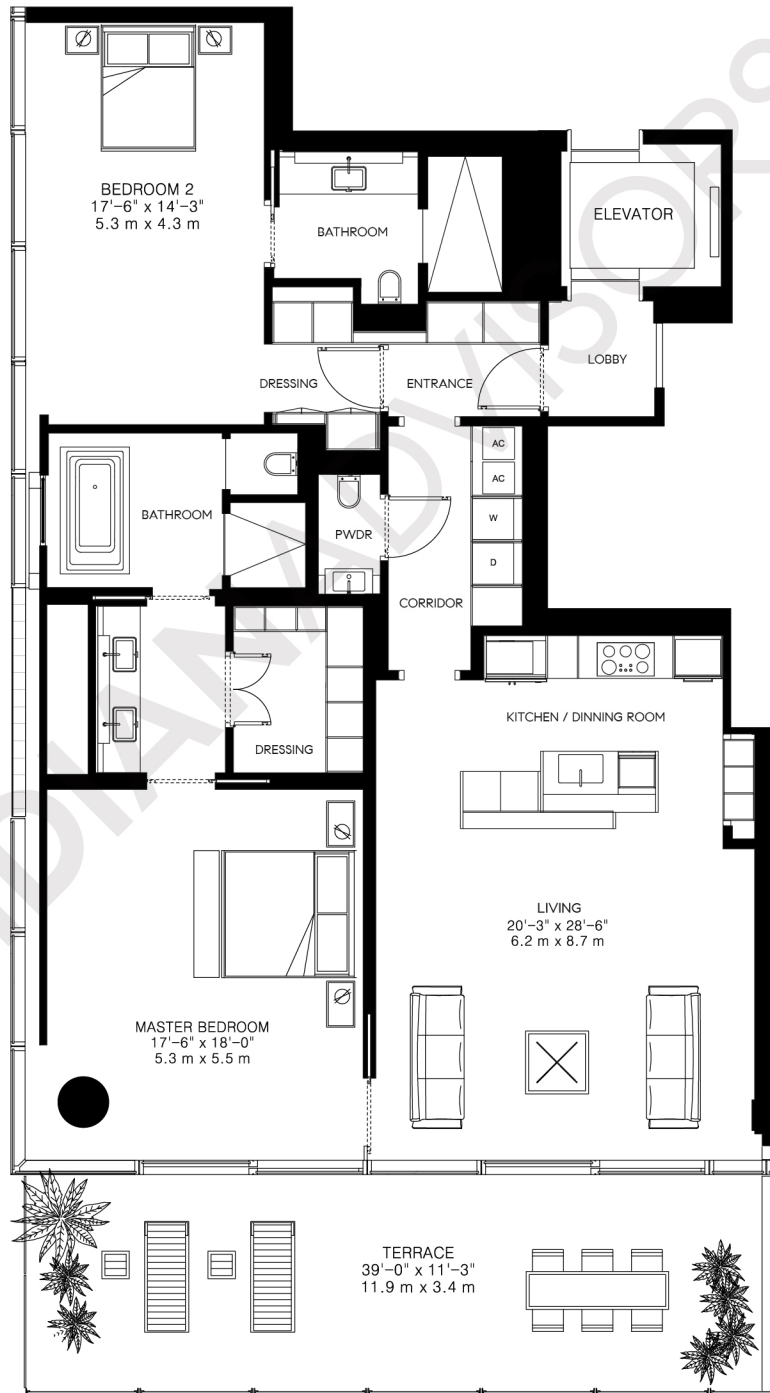 BEDROOM 2
17'-6" x 14'-3"
5.3 m x 4.3 m
BATHROOM
ELEVATOR
LOBBY
DRESSING
ENTRANCE
AC
AC
W
D
BATHROOM
PWDR
CORRIDOR
DRESSING
KITCHEN / DINNING ROOM
LIVING
20'-3" x 28'-6"
6.2 m x 8.7 m
MASTER BEDROOM
17'-6" x 18'-0"
5.3 m x 5.5 m
TERRACE
39'-0" x 11'-3"
11.9 m x 3.4 m